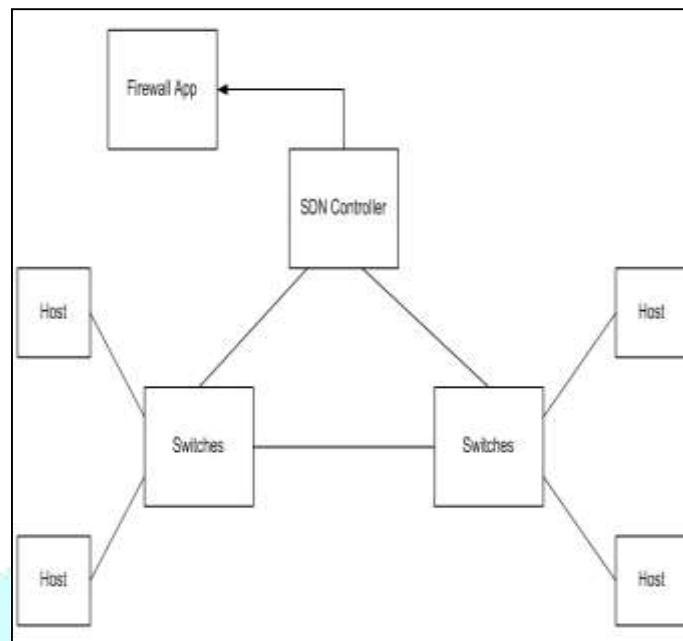 Firewall App
SDN Controller
Host
Host
Switches
Switches
Host
Host